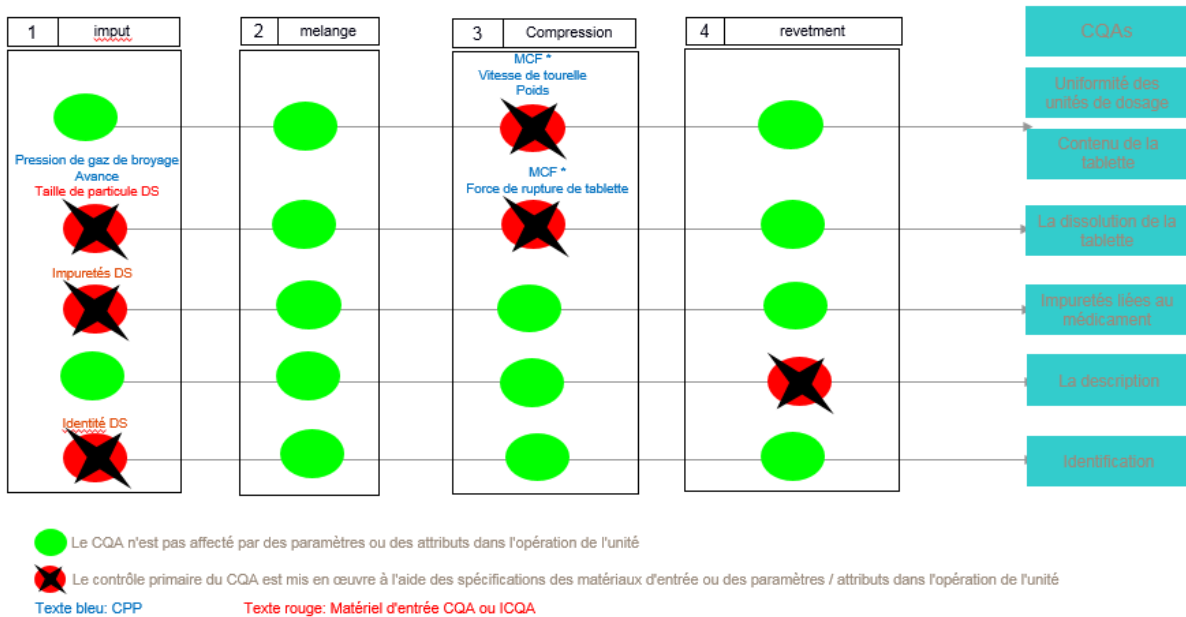 1 imput
2 melange
3 Compression
4 revetment
CQAs
MCF *
Vitesse de tourelle
Poids
Uniformité des
unités de dosage
Contenu de la
tablette
Pression de gaz de broyage
Avance
Taille de particule DS
MCF *
Force de rupture de tablette
La dissolution de la
tablette
Impuretés DS
Impuretés liées au
médicament
La description
Identité DS
Identification
Le CQA n'est pas affecté par des paramètres ou des attributs dans l'opération de l'unité
Le contrôle primaire du CQA est mis en œuvre à l'aide des spécifications des matériaux d'entrée ou des paramètres / attributs dans l'opération de l'unité
Texte bleu: CPP
Texte rouge: Matériel d'entrée CQA ou ICQA